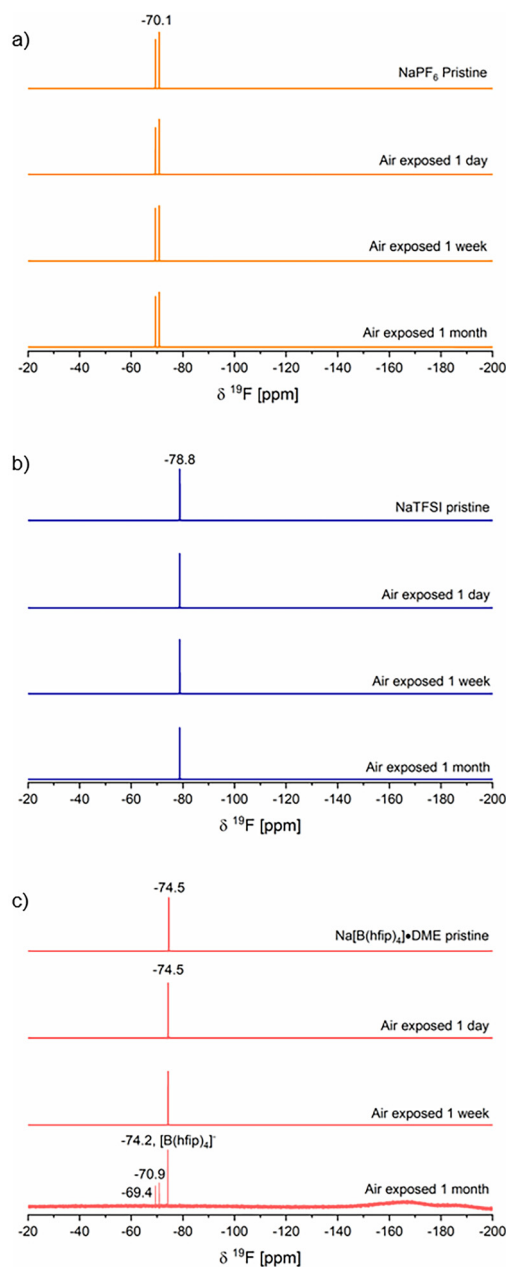 a)
-70.1
NaPF₆ Pristine
Air exposed 1 day
Air exposed 1 week
Air exposed 1 month
-20 -40 -60 -80 -100 -120 -140 -160 -180 -200
δ ¹⁹F [ppm]
b)
-78.8
NaTFSI pristine
Air exposed 1 day
Air exposed 1 week
Air exposed 1 month
-20 -40 -60 -80 -100 -120 -140 -160 -180 -200
δ ¹⁹F [ppm]
c)
-74.5
Na[B(hfip)₄]•DME pristine
-74.5
Air exposed 1 day
Air exposed 1 week
-74.2, [B(hfip)₄]⁻
-70.9
-69.4
Air exposed 1 month
-20 -40 -60 -80 -100 -120 -140 -160 -180 -200
δ ¹⁹F [ppm]